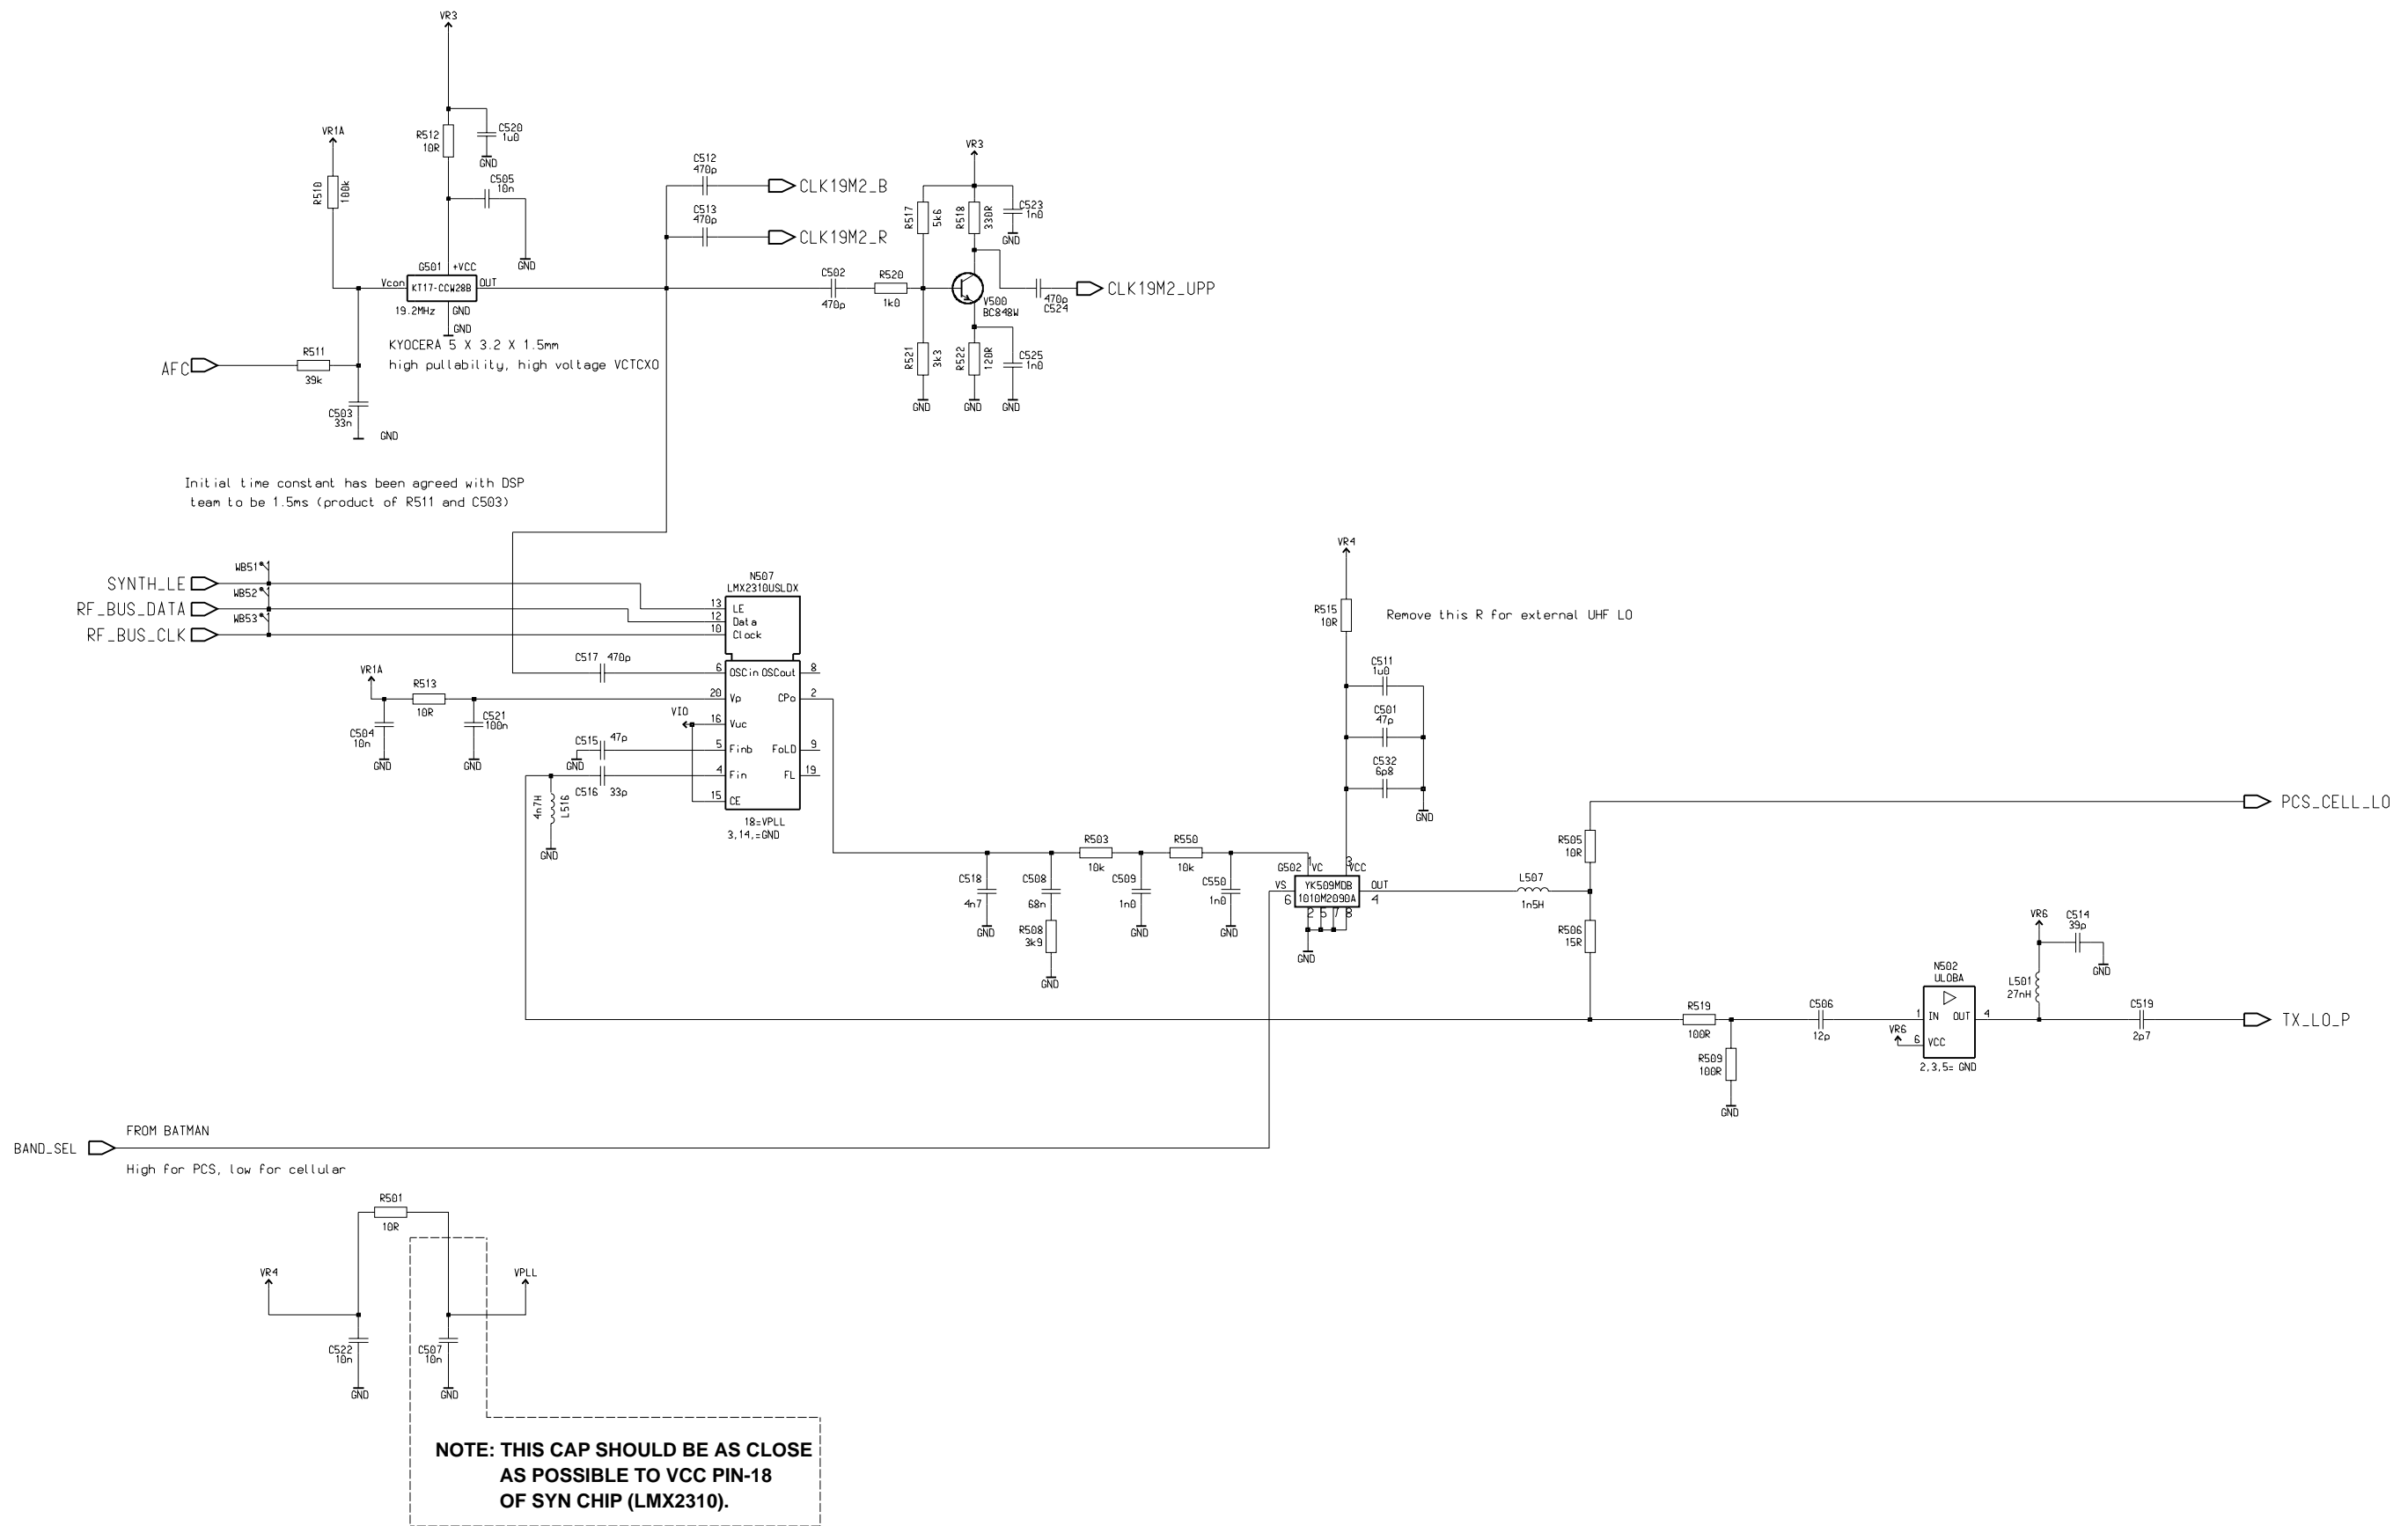 VR3
VR1A
R512
10R
C520
1u0
GND
R510
100k
C505
10n
GND
G501
+VCC
Vcon
KT17-CCW28B
OUT
19.2MHz
GND
GND
KYOCERA 5 X 3.2 X 1.5mm
high pullability, high voltage VCTCXO
AFC
R511
39k
C503
33n
GND
Initial time constant has been agreed with DSP
team to be 1.5ms (product of R511 and C503)
C512
470p
CLK19M2_B
C513
470p
CLK19M2_R
C502
470p
R520
1k0
VR3
R517
5k6
R518
330R
C523
1n0
GND
V500
BC848W
470p
C524
CLK19M2_UPP
R521
3k3
R522
120R
C525
1n0
GND
GND
GND
WB51
SYNTH_LE
WB52
RF_BUS_DATA
WB53
RF_BUS_CLK
N507
LMX2310USLDX
13 LE
12 Data
10 Clock
C517 470p
6 OSCin OSCout 8
VR1A
R513
10R
20 Vp CPo 2
C504
10n
GND
C521
100n
GND
VIO
16 Vuc
C515 47p
GND
5 Finb FoLD 9
4 Fin FL 19
C516 33p
15 CE
4n7H
L516
GND
18=VPLL
3,14,=GND
VR4
R515
10R
Remove this R for external UHF LO
C511
1u0
C501
47p
C532
6p8
GND
PCS_CELL_LO
R503
10k
R550
10k
C518
4n7
GND
C508
68n
R508
3k9
GND
C509
1n0
GND
C550
1n0
GND
G502
1 VC
3 VCC
VS
6
YK509MDB
1010M2090A
OUT
4
2 5 7 8
GND
L507
1n5H
R505
10R
R506
15R
R519
100R
R509
100R
GND
C506
12p
N502
ULOBA
1 IN OUT 4
VR6
6 VCC
2,3,5= GND
VR6
C514
39p
GND
L501
27nH
C519
2p7
TX_LO_P
FROM BATMAN
BAND_SEL
High for PCS, low for cellular
R501
10R
VR4
VPLL
C522
10n
GND
C507
10n
GND
NOTE: THIS CAP SHOULD BE AS CLOSE
AS POSSIBLE TO VCC PIN-18
OF SYN CHIP (LMX2310).